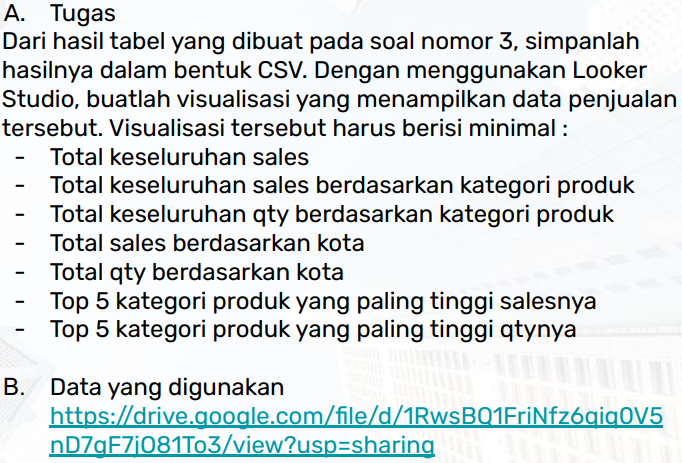 A. Tugas
Dari hasil tabel yang dibuat pada soal nomor 3, simpanlah
hasilnya dalam bentuk CSV. Dengan menggunakan Looker
Studio, buatlah visualisasi yang menampilkan data penjualan
tersebut. Visualisasi tersebut harus berisi minimal :
- Total keseluruhan sales
- Total keseluruhan sales berdasarkan kategori produk
- Total keseluruhan qty berdasarkan kategori produk
- Total sales berdasarkan kota
- Total qty berdasarkan kota
- Top 5 kategori produk yang paling tinggi salesnya
- Top 5 kategori produk yang paling tinggi qtynya
B. Data yang digunakan
https://drive.google.com/file/d/1RwsBQ1FriNfz6qiq0V5
nD7gF7jO81To3/view?usp=sharing